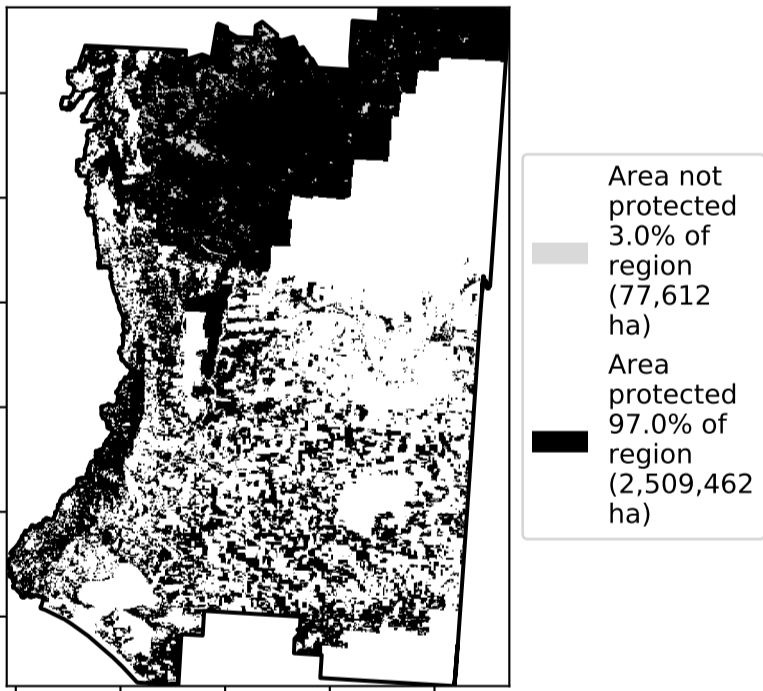 Area not
protected
3.0% of
region
(77,612
ha)
Area
protected
97.0% of
region
(2,509,462
ha)